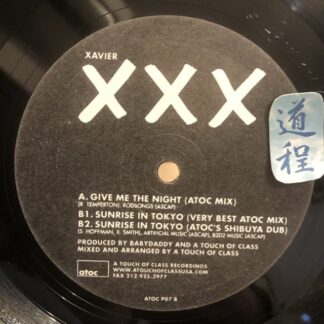 XAVIER
XXX
道程
A. GIVE ME THE NIGHT (ATOC MIX)
(R. TEMPERTON), RODSONGS (ASCAP)
B1. SUNRISE IN TOKYO (VERY BEST ATOC MIX)
B2. SUNRISE IN TOKYO (ATOC'S SHIBUYA DUB)
(S. HOFFMAN, X. SMITH), ARTIFICIAL MUSIC (ASCAP), 8202 MUSIC (ASCAP)
PRODUCED BY BABYDADDY AND A TOUCH OF CLASS
MIXED AND ARRANGED BY A TOUCH OF CLASS
atoc
A TOUCH OF CLASS RECORDINGS
WWW.ATOUCHOFCLASSUSA.COM
FAX 212.925.3977
ATOC P07 B